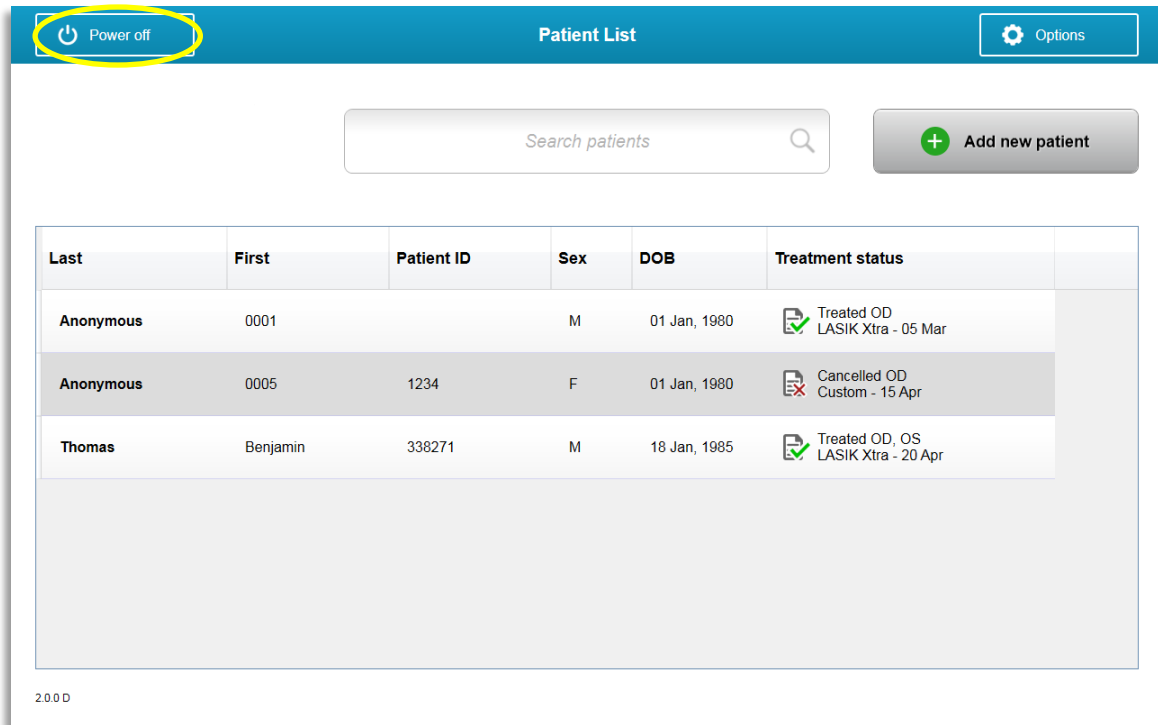 Power off
Patient List
Options
Search patients
Add new patient
Last First Patient ID Sex DOB Treatment status
Anonymous 0001 M 01 Jan, 1980 Treated OD
LASIK Xtra - 05 Mar
Anonymous 0005 1234 F 01 Jan, 1980 Cancelled OD
Custom - 15 Apr
Thomas Benjamin 338271 M 18 Jan, 1985 Treated OD, OS
LASIK Xtra - 20 Apr
2.0.0 D